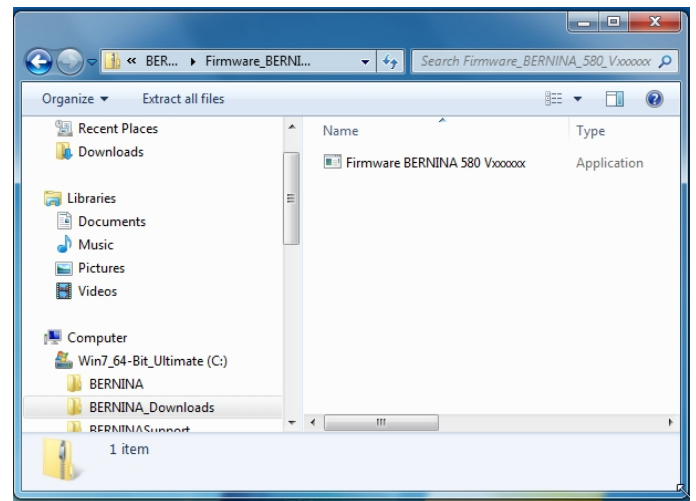 « BER... ▸ Firmware_BERNI...
Search Firmware_BERNINA_580_Vxxxxxx
Organize ▾ Extract all files
Name
Type
Recent Places
Downloads
Firmware BERNINA 580 Vxxxxxx
Application
Libraries
Documents
Music
Pictures
Videos
Computer
Win7_64-Bit_Ultimate (C:)
BERNINA
BERNINA_Downloads
BERNINASupport
1 item